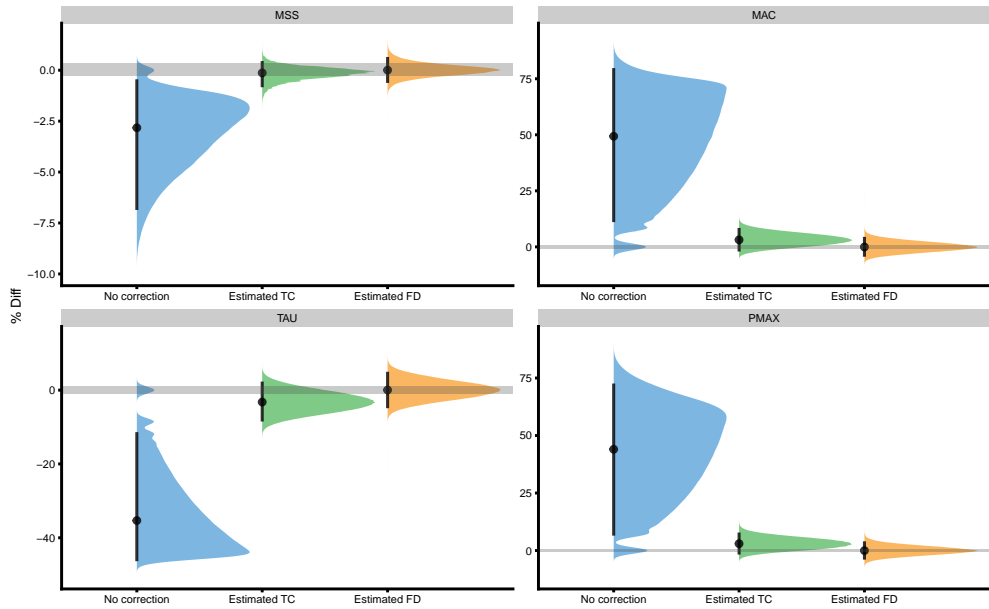 MSS
MAC
0.0
−2.5
−5.0
−7.5
−10.0
75
50
25
0
No correction
Estimated TC
Estimated FD
No correction
Estimated TC
Estimated FD
% Diff
TAU
PMAX
0
−20
−40
75
50
25
0
No correction
Estimated TC
Estimated FD
No correction
Estimated TC
Estimated FD